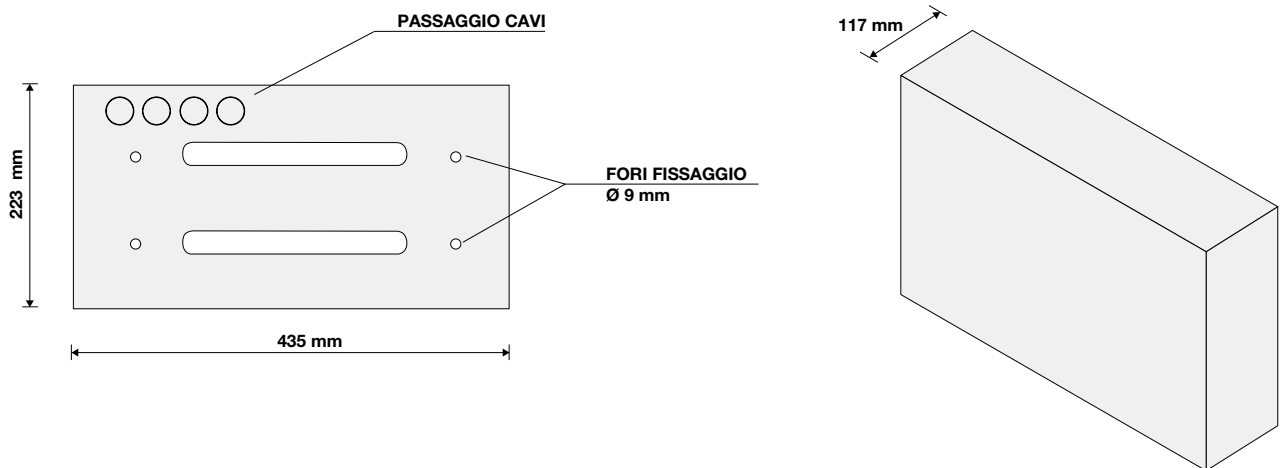 PASSAGGIO CAVI
117 mm
223 mm
FORI FISSAGGIO
Ø 9 mm
435 mm